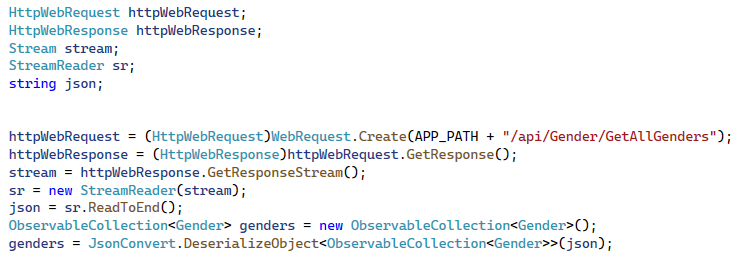 HttpWebRequest httpWebRequest;
HttpWebResponse httpWebResponse;
Stream stream;
StreamReader sr;
string json;
httpWebRequest = (HttpWebRequest)WebRequest.Create(APP_PATH + "/api/Gender/GetAllGenders");
httpWebResponse = (HttpWebResponse)httpWebRequest.GetResponse();
stream = httpWebResponse.GetResponseStream();
sr = new StreamReader(stream);
json = sr.ReadToEnd();
ObservableCollection<Gender> genders = new ObservableCollection<Gender>();
genders = JsonConvert.DeserializeObject<ObservableCollection<Gender>>(json);